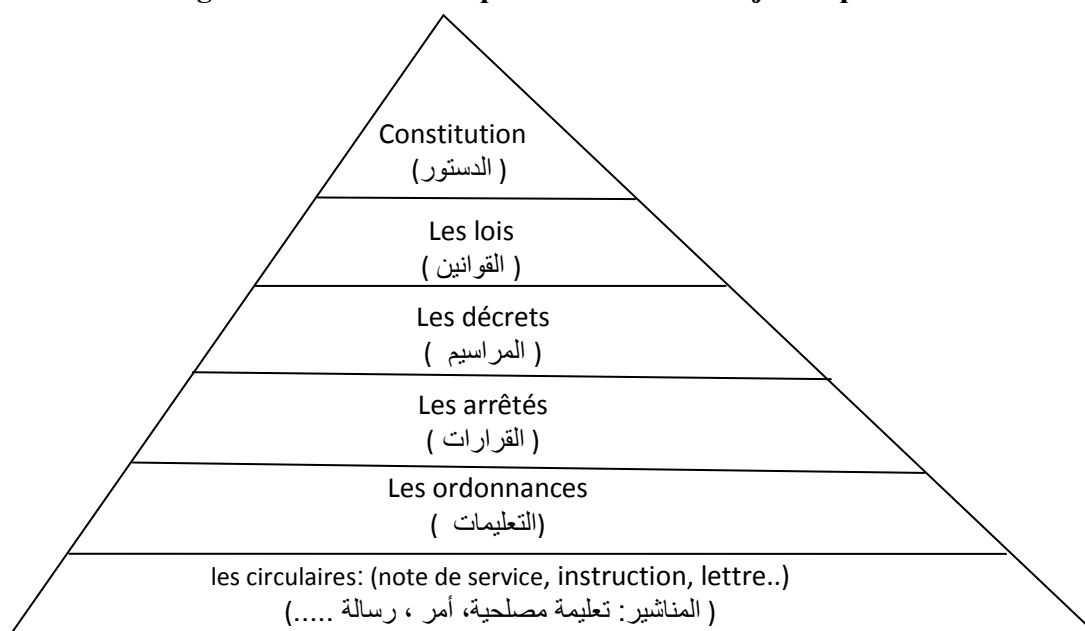 Constitution
( الدستور)
Les lois
( القوانين )
Les décrets
( المراسيم )
Les arrêtés
( القرارات )
Les ordonnances
(التعليمات )
les circulaires: (note de service, instruction, lettre..)
( المناشير: تعليمة مصلحية، أمر ، رسالة .....)